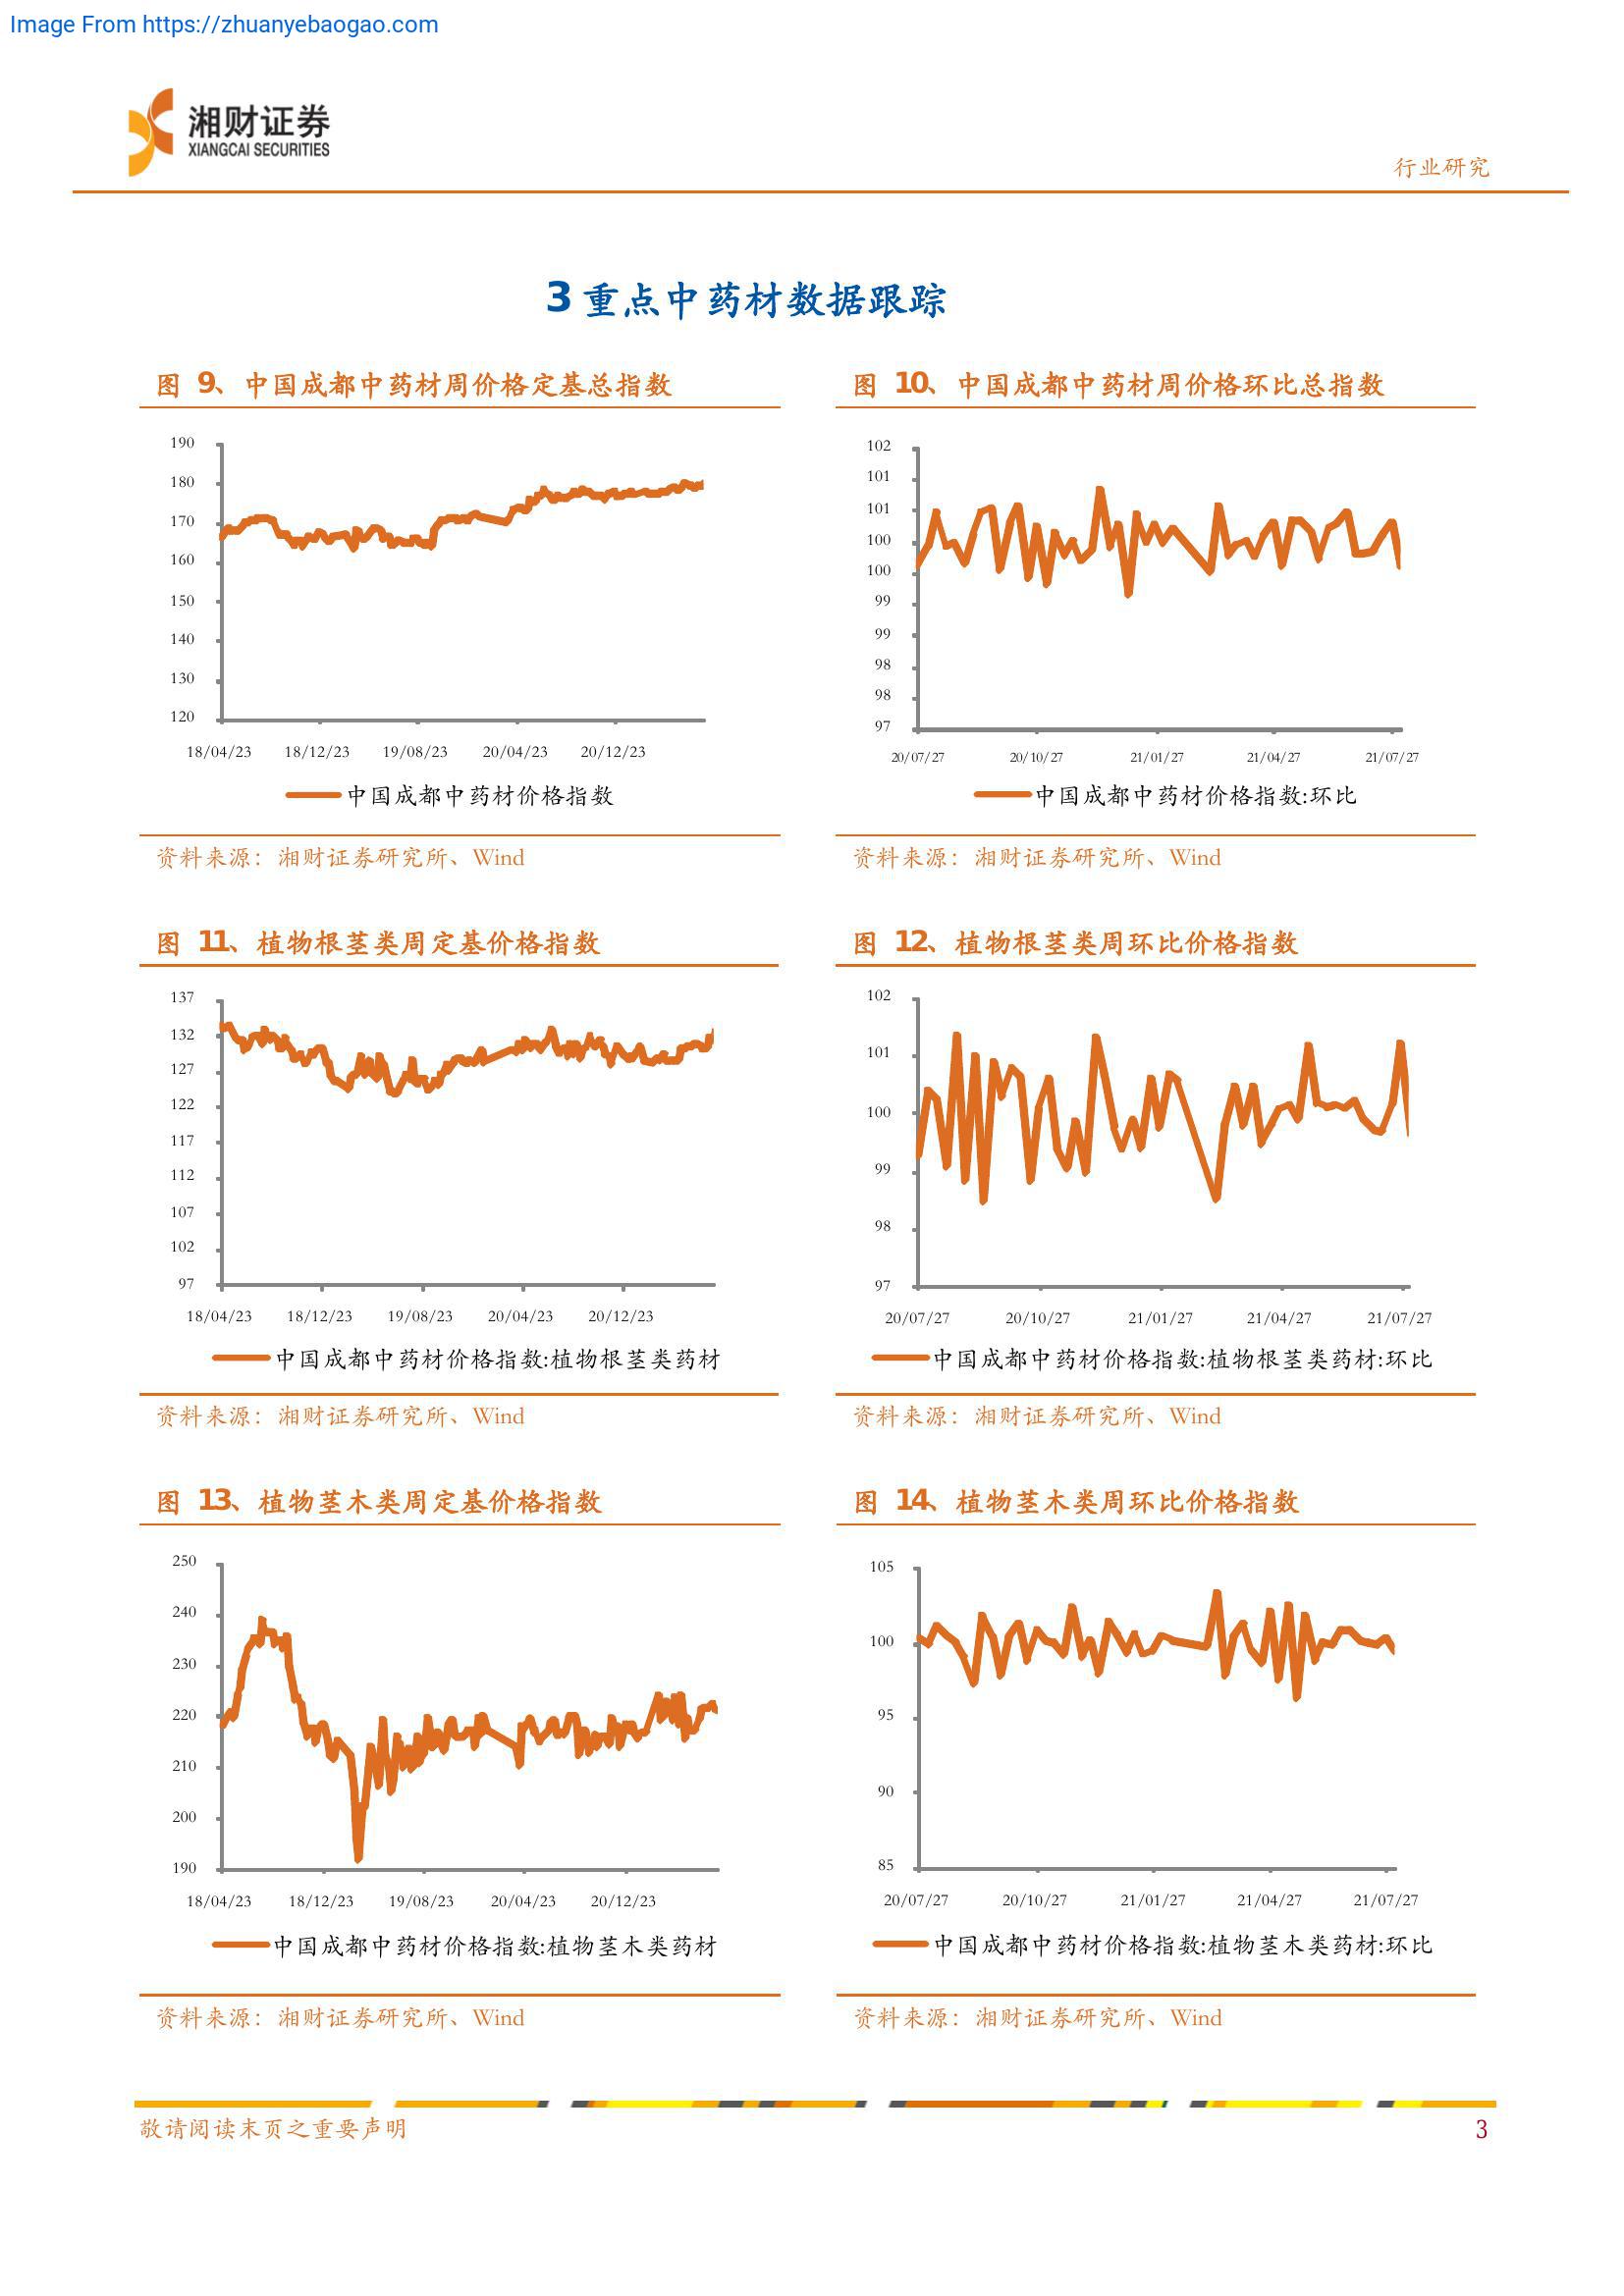 Image From https://zhuanyebaogao.com
湘财证券
XIANGCAI SECURITIES
行业研究
3 重点中药材数据跟踪
图 9、中国成都中药材周价格定基总指数
190
180
170
160
150
140
130
120
18/04/23 18/12/23 19/08/23 20/04/23 20/12/23
中国成都中药材价格指数
资料来源：湘财证券研究所、Wind
图 10、中国成都中药材周价格环比总指数
102
101
101
100
100
99
99
98
98
97
20/07/27 20/10/27 21/01/27 21/04/27 21/07/27
中国成都中药材价格指数:环比
资料来源：湘财证券研究所、Wind
图 11、植物根茎类周定基价格指数
137
132
127
122
117
112
107
102
97
18/04/23 18/12/23 19/08/23 20/04/23 20/12/23
中国成都中药材价格指数:植物根茎类药材
资料来源：湘财证券研究所、Wind
图 12、植物根茎类周环比价格指数
102
101
100
99
98
97
20/07/27 20/10/27 21/01/27 21/04/27 21/07/27
中国成都中药材价格指数:植物根茎类药材:环比
资料来源：湘财证券研究所、Wind
图 13、植物茎木类周定基价格指数
250
240
230
220
210
200
190
18/04/23 18/12/23 19/08/23 20/04/23 20/12/23
中国成都中药材价格指数:植物茎木类药材
资料来源：湘财证券研究所、Wind
图 14、植物茎木类周环比价格指数
105
100
95
90
85
20/07/27 20/10/27 21/01/27 21/04/27 21/07/27
中国成都中药材价格指数:植物茎木类药材:环比
资料来源：湘财证券研究所、Wind
敬请阅读末页之重要声明
3